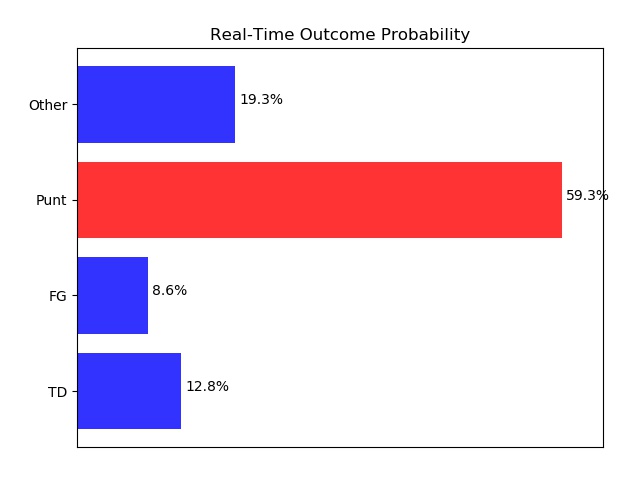 Real-Time Outcome Probability
Other
19.3%
Punt
59.3%
FG
8.6%
TD
12.8%